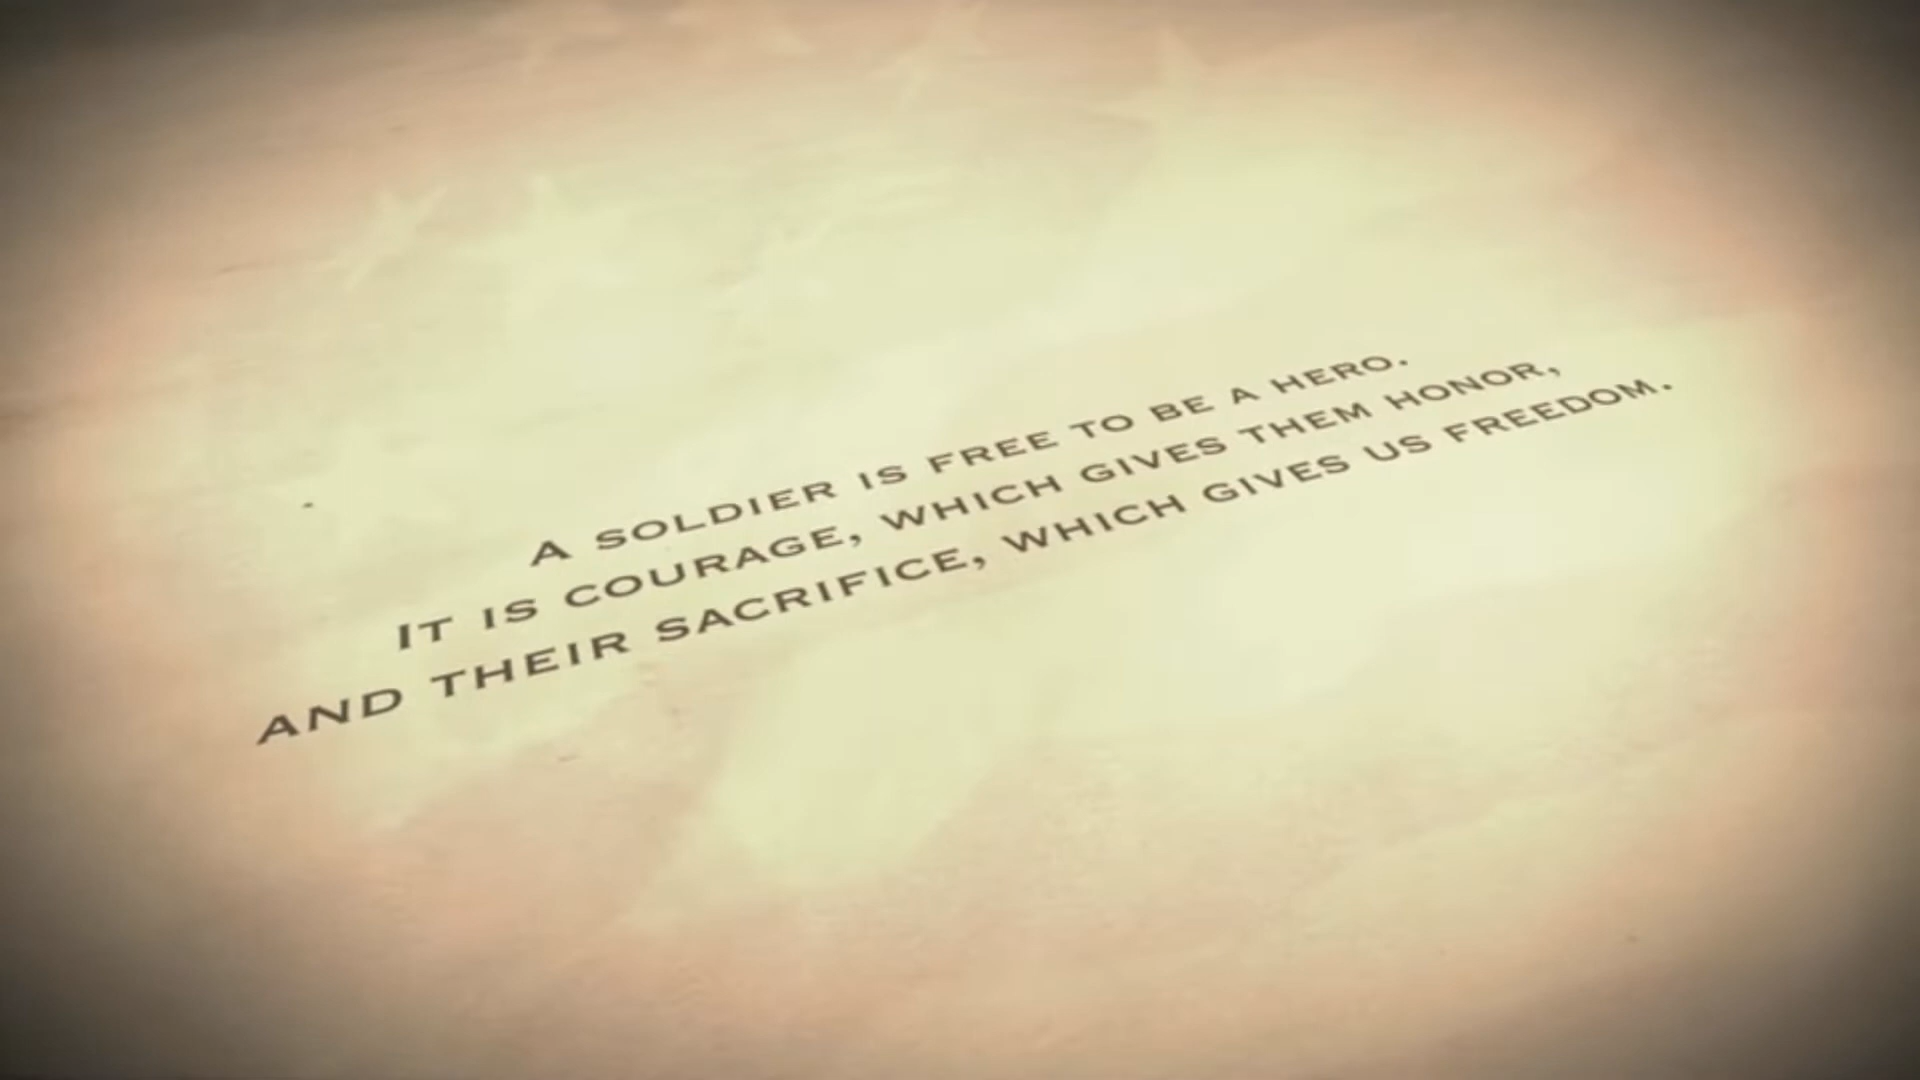 A SOLDIER IS FREE TO BE A HERO.
IT IS COURAGE, WHICH GIVES THEM HONOR,
AND THEIR SACRIFICE, WHICH GIVES US FREEDOM.